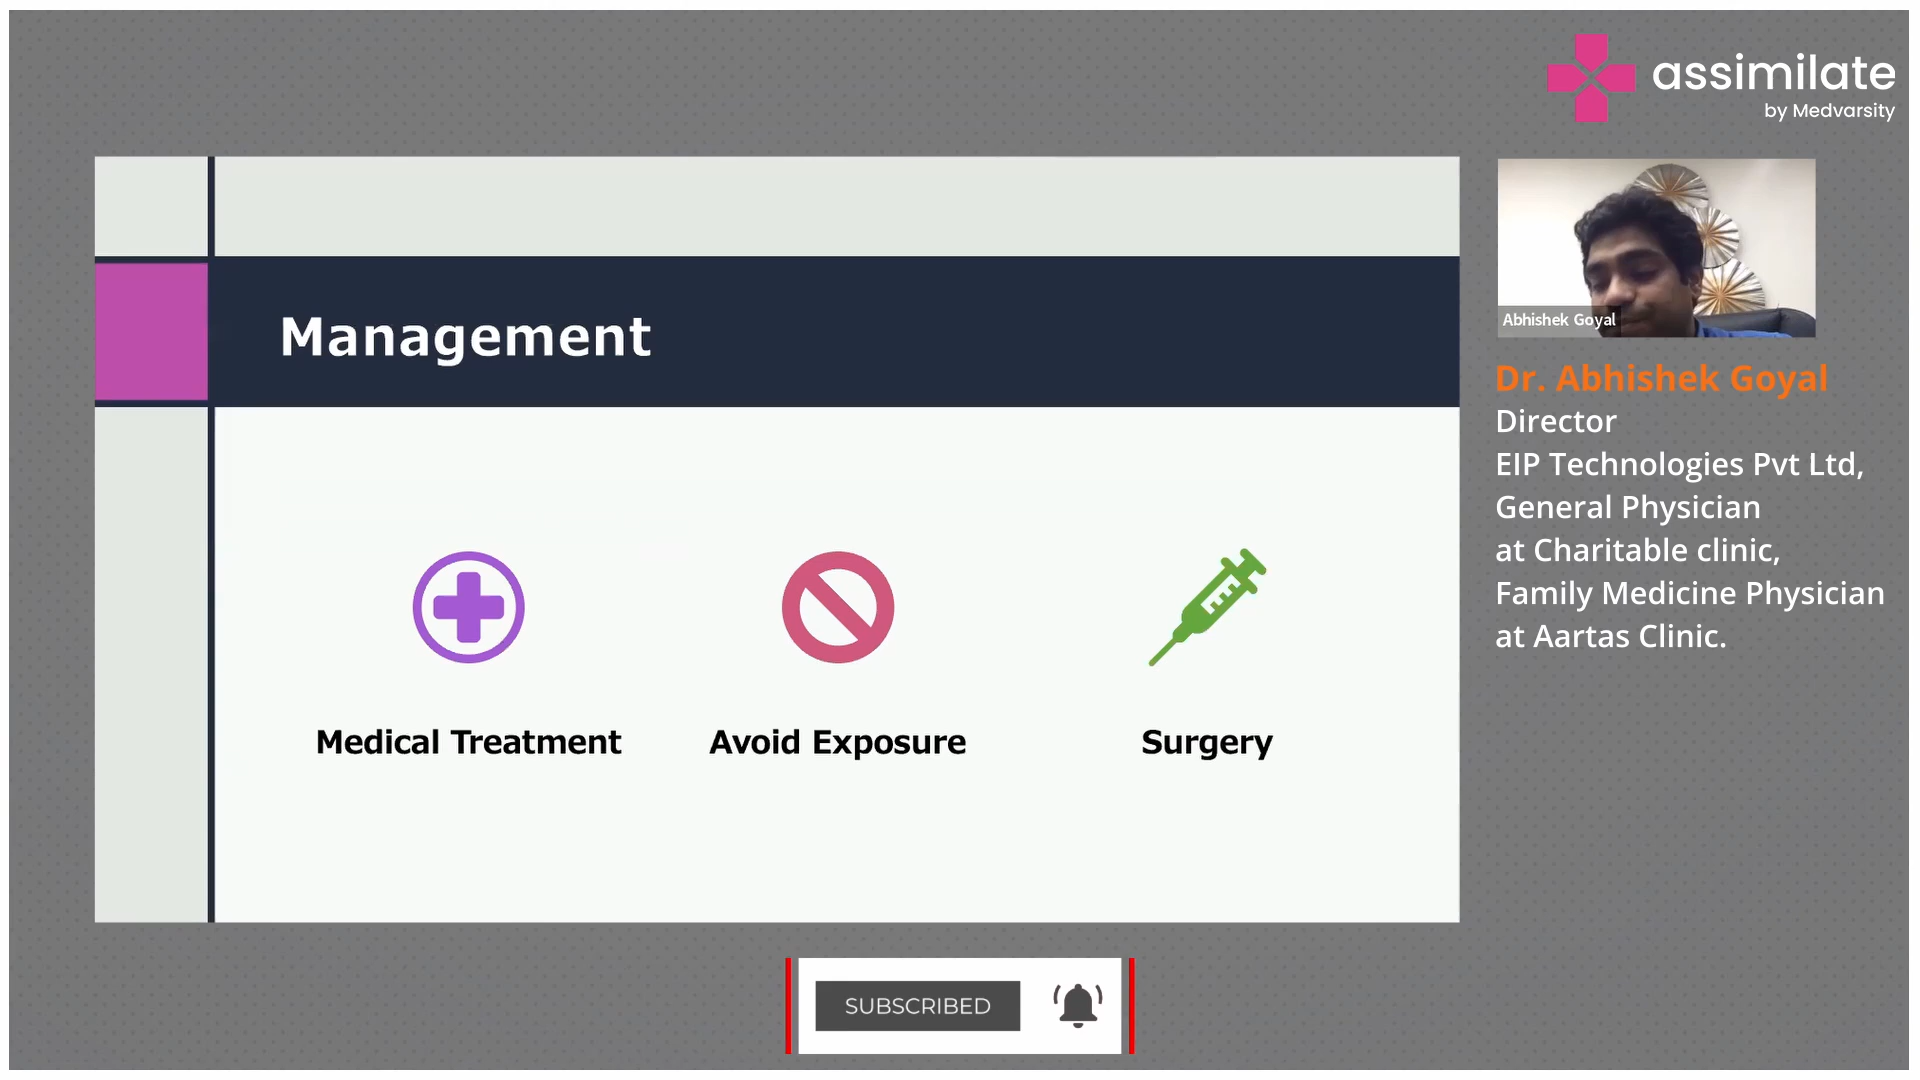 assimilate
by Medvarsity
Management
Medical Treatment
Avoid Exposure
Surgery
Abhishek Goyal
Dr. Abhishek Goyal
Director
EIP Technologies Pvt Ltd,
General Physician
at Charitable clinic,
Family Medicine Physician
at Aartas Clinic.
SUBSCRIBED